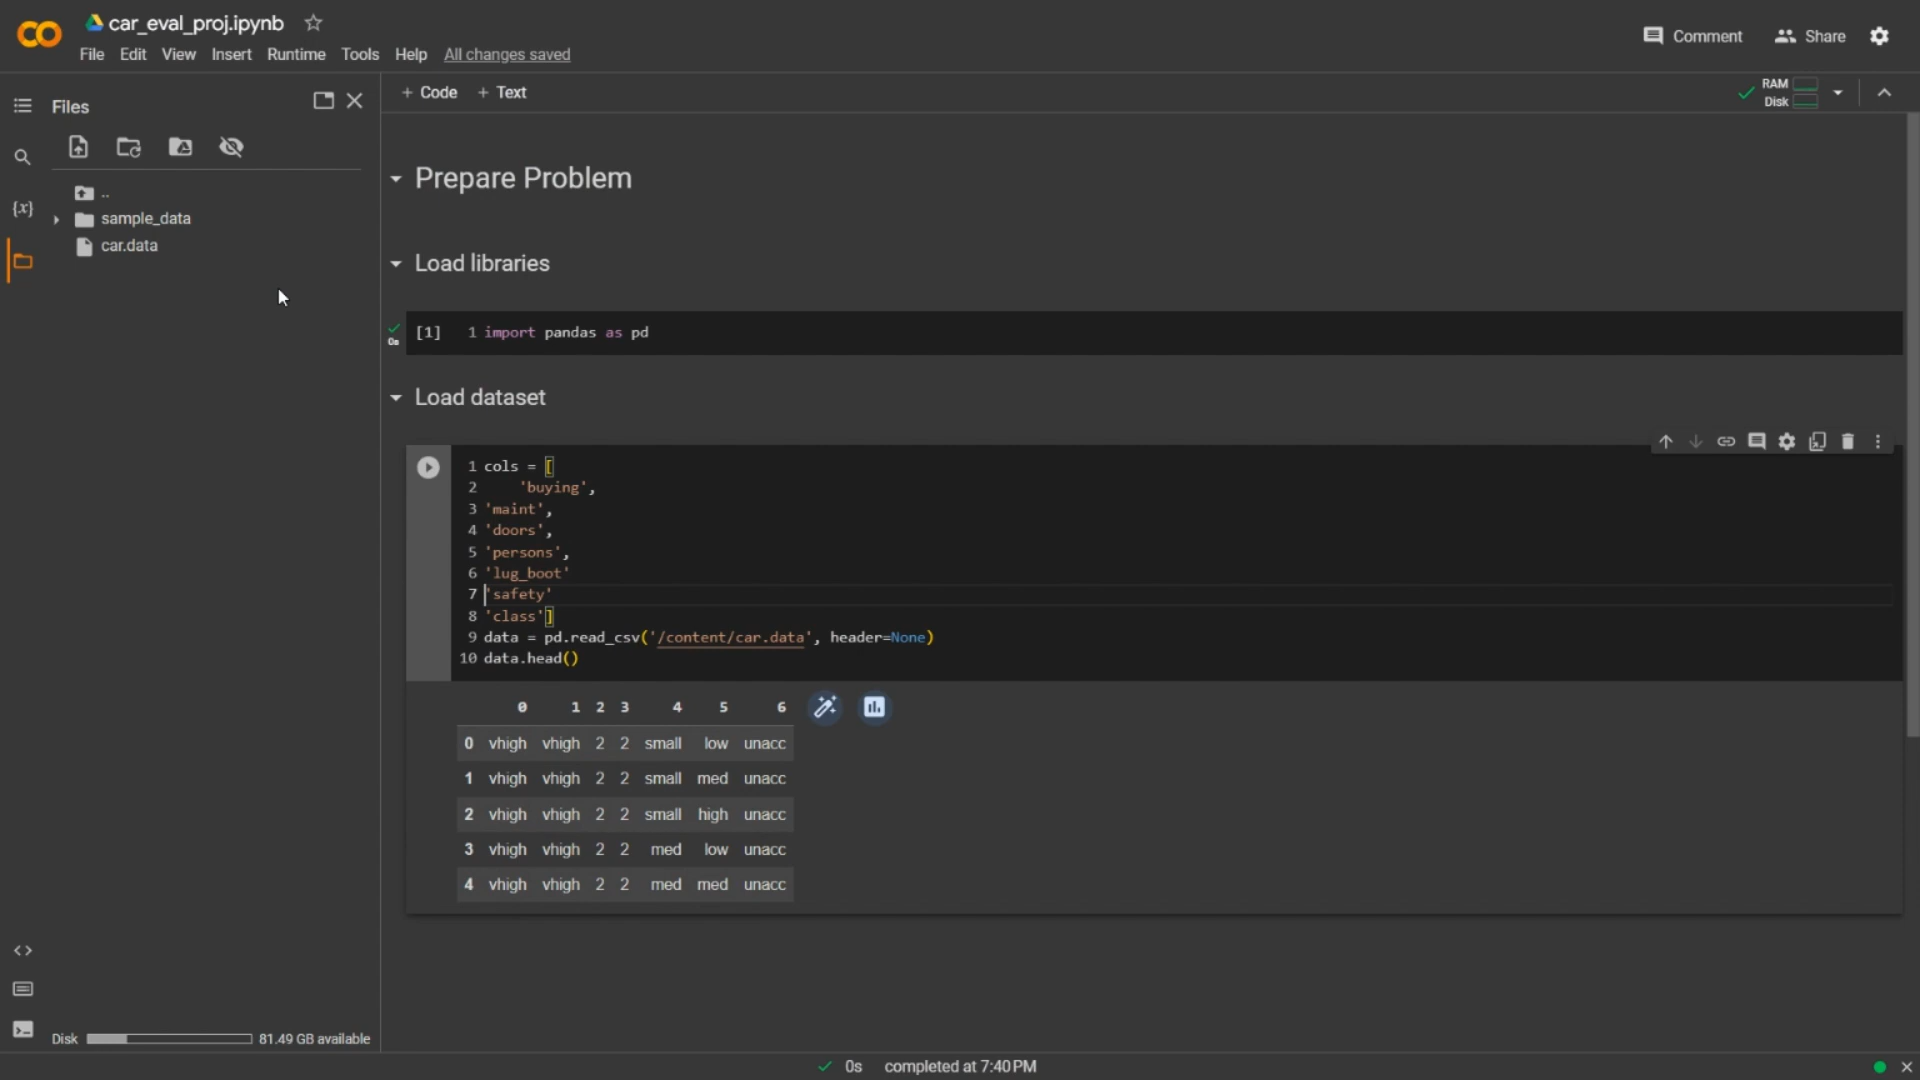 car_eval_proj.ipynb
File Edit View Insert Runtime Tools Help All changes saved
Comment Share
Files
+ Code + Text
RAM
Disk
..
sample_data
car.data
Prepare Problem
Load libraries
[1] 1 import pandas as pd
0s
Load dataset
1 cols = [
2 'buying',
3 'maint',
4 'doors',
5 'persons',
6 'lug_boot'
7 'safety'
8 'class']
9 data = pd.read_csv('/content/car.data', header=None)
10 data.head()
0 1 2 3 4 5 6
0 vhigh vhigh 2 2 small low unacc
1 vhigh vhigh 2 2 small med unacc
2 vhigh vhigh 2 2 small high unacc
3 vhigh vhigh 2 2 med low unacc
4 vhigh vhigh 2 2 med med unacc
Disk 81.49 GB available
0s completed at 7:40 PM